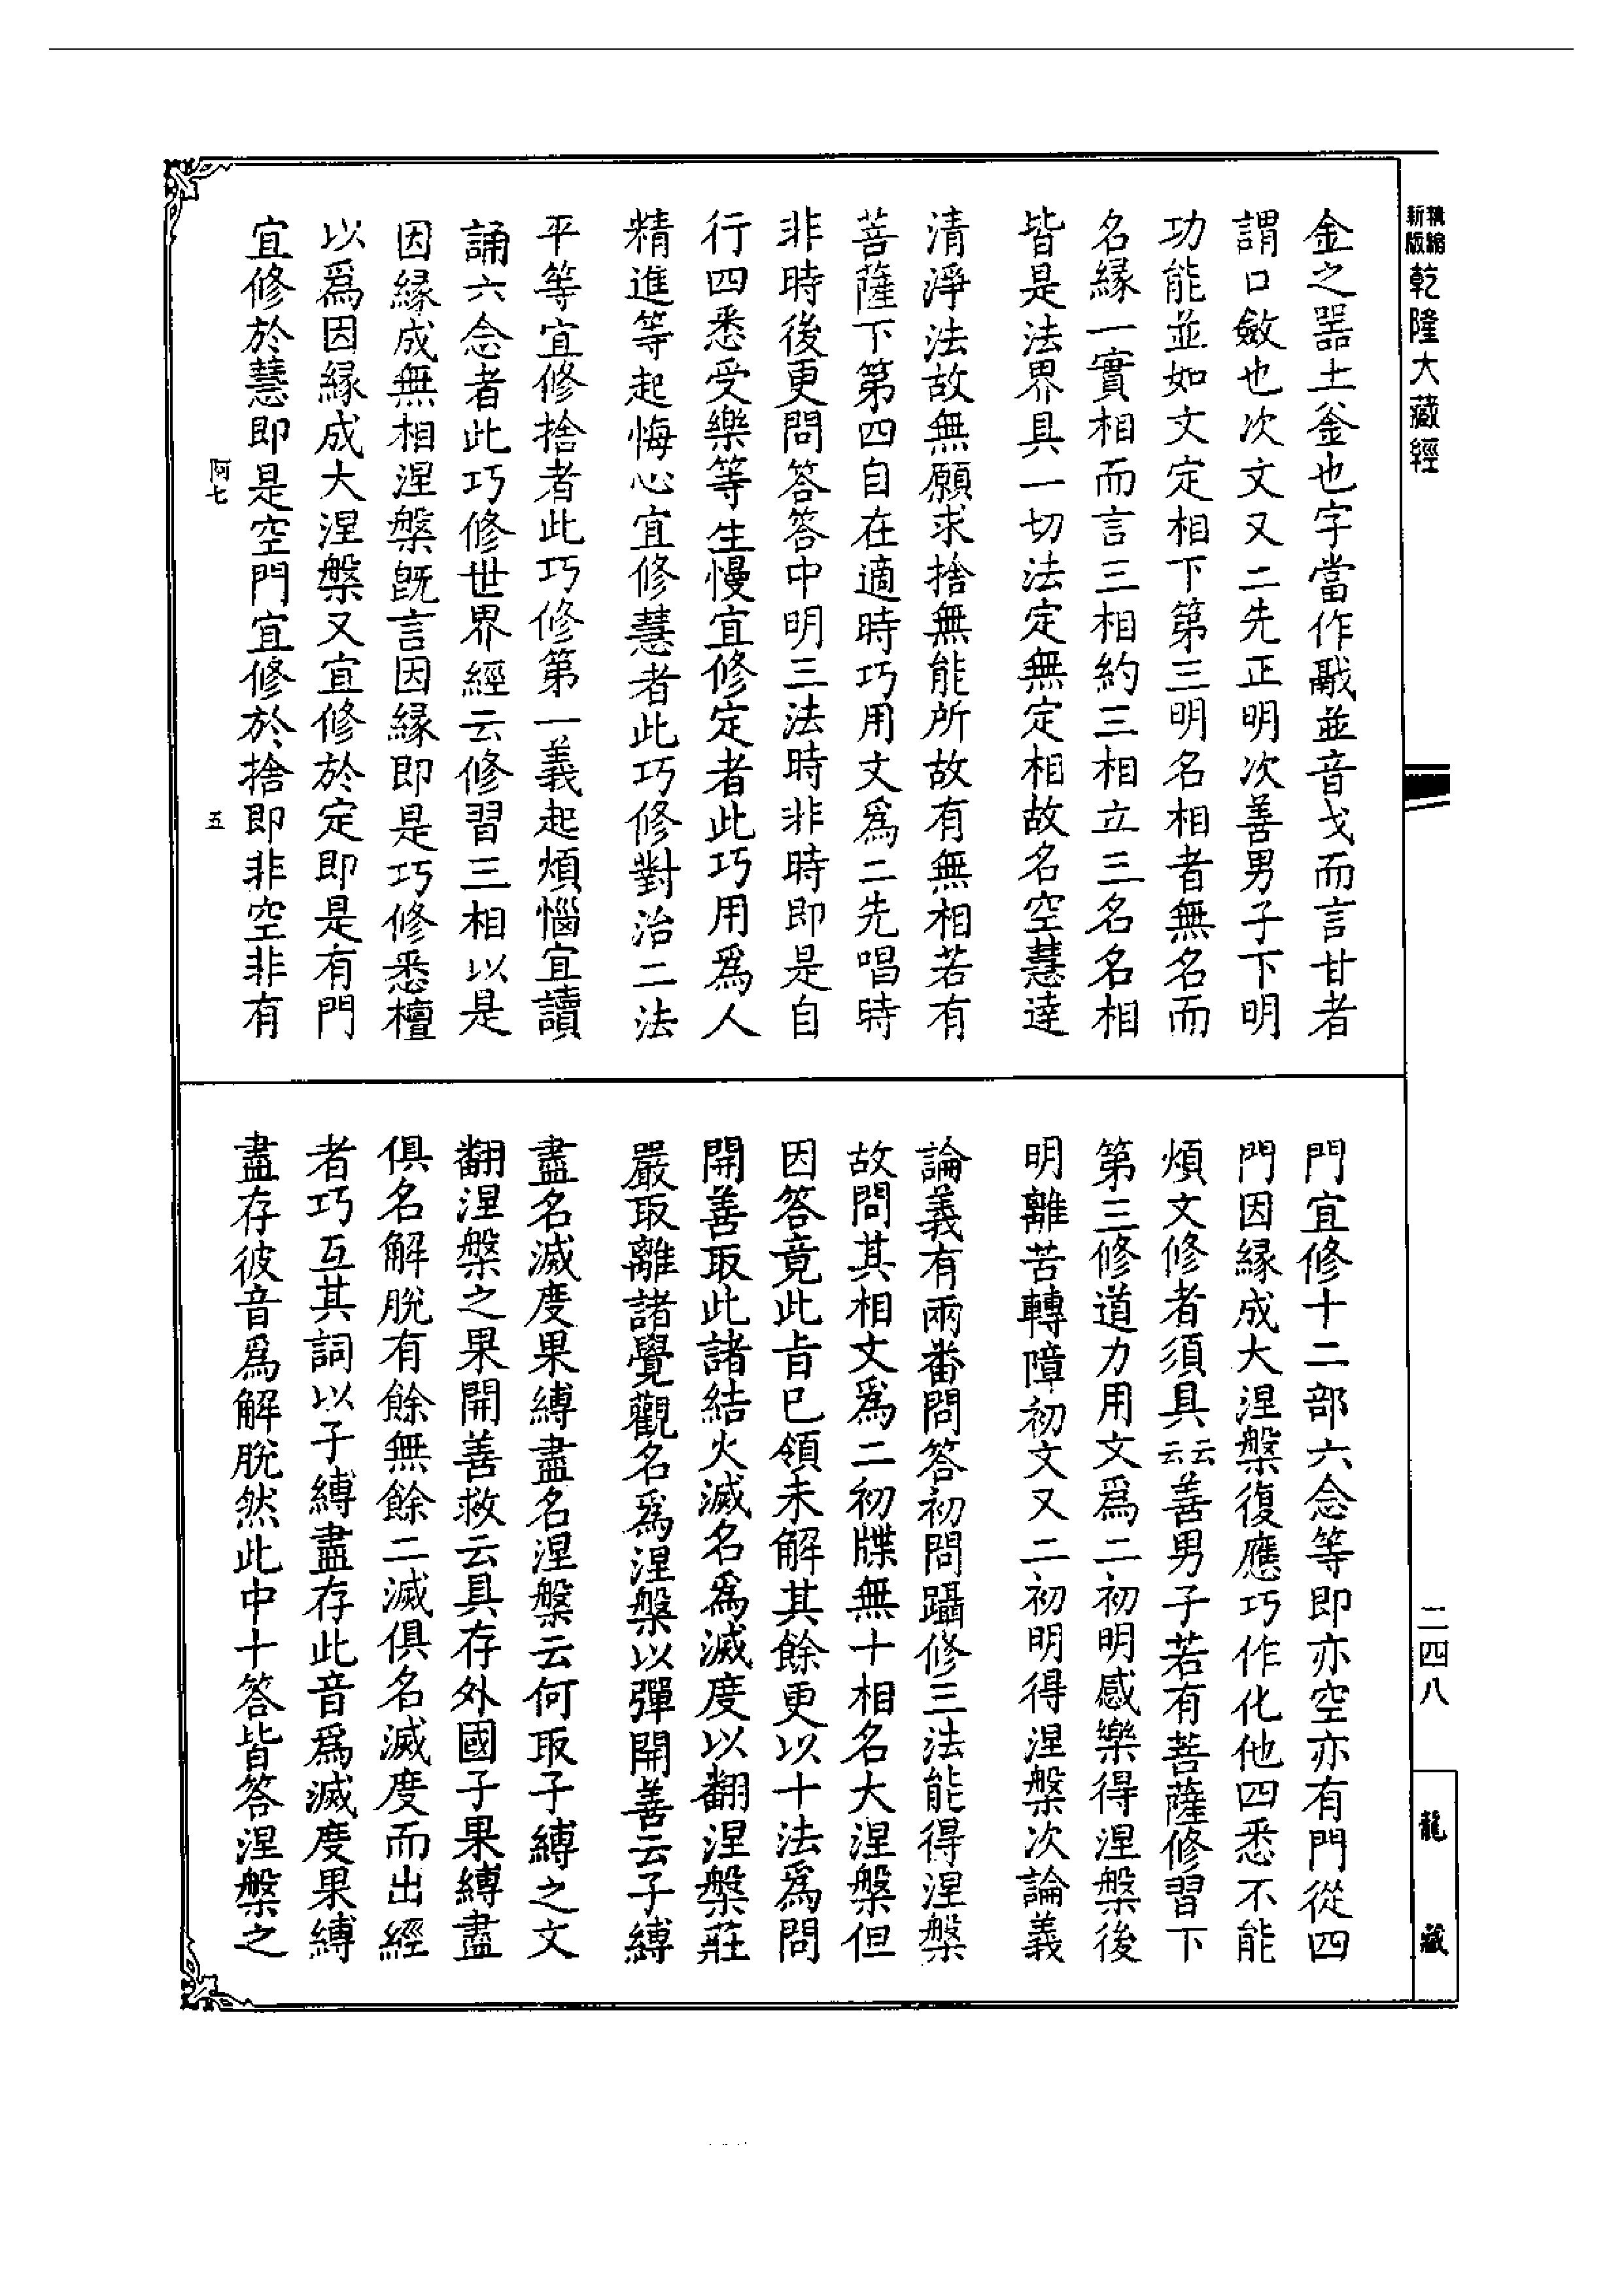 新版精縮乾隆大藏經
金之器土釜也字當作䰙並音戈而言甘者
謂口斂也次文又二先正明次善男子下明
功能並如文定相下第三明名相者無名而
名緣一實相而言三相約三相立三名名相
皆是法界具一切法定無定相故名空慧達
清淨法故無願求捨無能所故有無相若有
菩薩下第四自在適時巧用文爲二先唱時
非時後更問答答中明三法時非時即是自
行四悉受樂等生慢宜修定者此巧用爲人
精進等起悔心宜修慧者此巧修對治二法
平等宜修捨者此巧修第一義起煩惱宜讀
誦六念者此巧修世界經云修習三相以是
因緣成無相涅槃旣言因緣即是巧修悉檀
以爲因緣成大涅槃又宜修於定即是有門
宜修於慧即是空門宜修於捨即非空非有
阿七
五
門宜修十二部六念等即亦空亦有門從四
門因緣成大涅槃復應巧作化他四悉不能
煩文修者須具云云善男子若有菩薩修習下
第三修道力用文爲二初明感樂得涅槃後
明離苦轉障初文又二初明得涅槃次論義
論義有兩番問答初問躡修三法能得涅槃
故問其相文爲二初牒無十相名大涅槃但
因答竟此旨已領未解其餘更以十法爲問
開善取此諸結火滅名爲滅度以翻涅槃莊
嚴取離諸覺觀名爲涅槃以彈開善云子縛
盡名滅度果縛盡名涅槃云何取子縛之文
翻涅槃之果開善救云具存外國子果縛盡
俱名解脫有餘無餘二滅俱名滅度而出經
者巧互其詞以子縛盡存此音爲滅度果縛
盡存彼音爲解脫然此中十答皆答涅槃之
二四八
龍藏